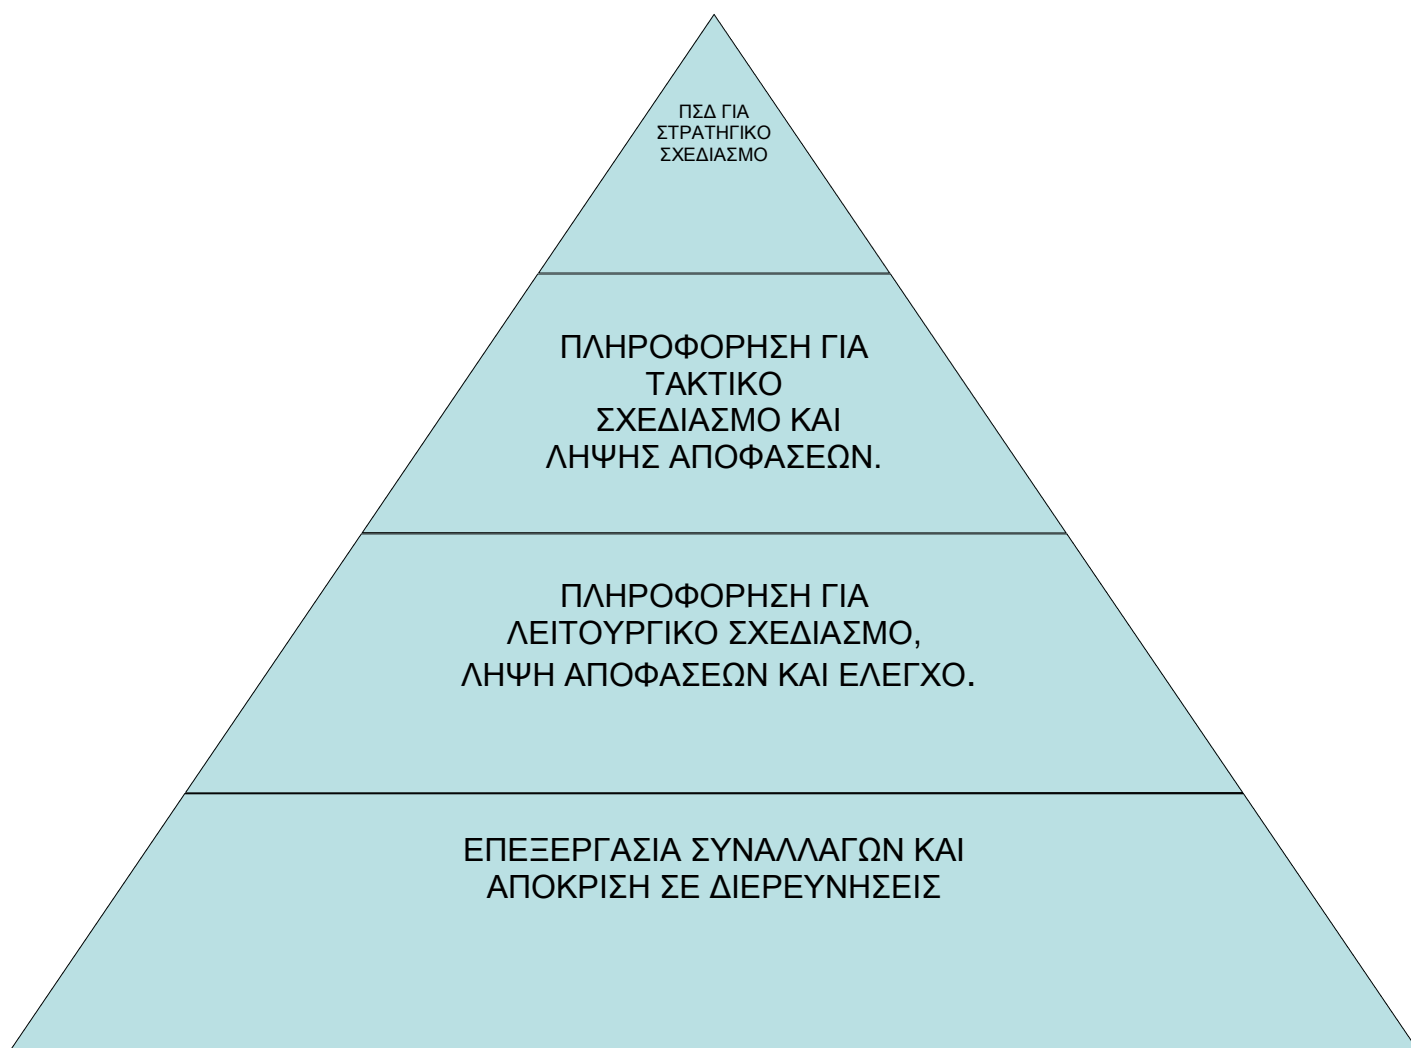 ΠΣΔ ΓΙΑ
ΣΤΡΑΤΗΓΙΚΟ
ΣΧΕΔΙΑΣΜΟ
ΠΛΗΡΟΦΟΡΗΣΗ ΓΙΑ
ΤΑΚΤΙΚΟ
ΣΧΕΔΙΑΣΜΟ ΚΑΙ
ΛΗΨΗΣ ΑΠΟΦΑΣΕΩΝ.
ΠΛΗΡΟΦΟΡΗΣΗ ΓΙΑ
ΛΕΙΤΟΥΡΓΙΚΟ ΣΧΕΔΙΑΣΜΟ,
ΛΗΨΗ ΑΠΟΦΑΣΕΩΝ ΚΑΙ ΕΛΕΓΧΟ.
ΕΠΕΞΕΡΓΑΣΙΑ ΣΥΝΑΛΛΑΓΩΝ ΚΑΙ
ΑΠΟΚΡΙΣΗ ΣΕ ΔΙΕΡΕΥΝΗΣΕΙΣ